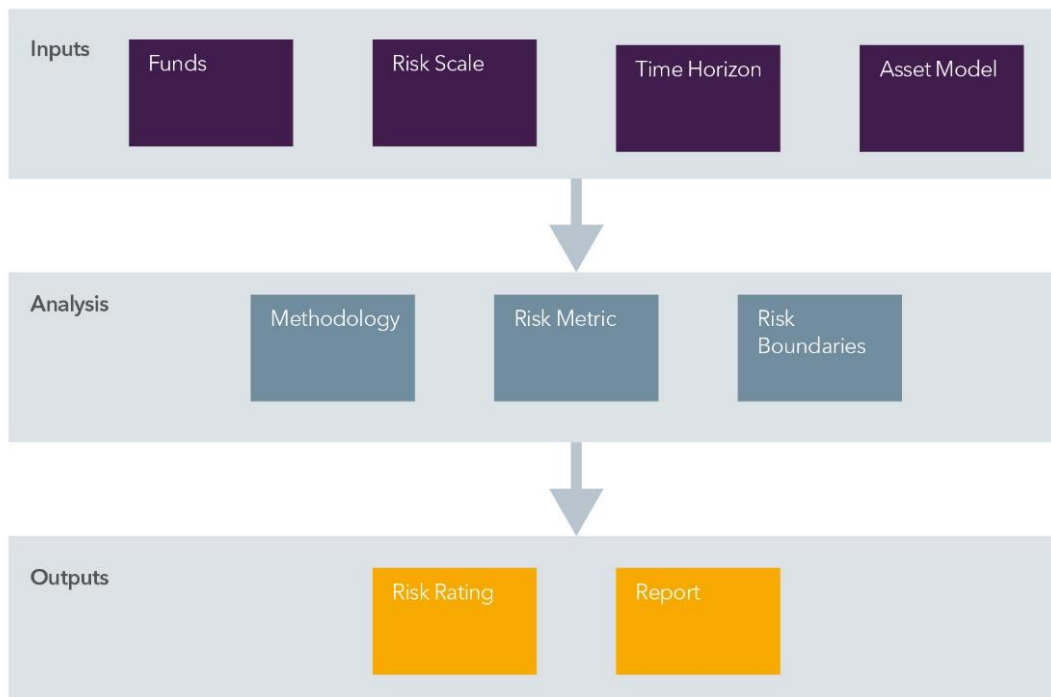 Inputs
Funds
Risk Scale
Time Horizon
Asset Model
Analysis
Methodology
Risk Metric
Risk
Boundaries
Outputs
Risk Rating
Report